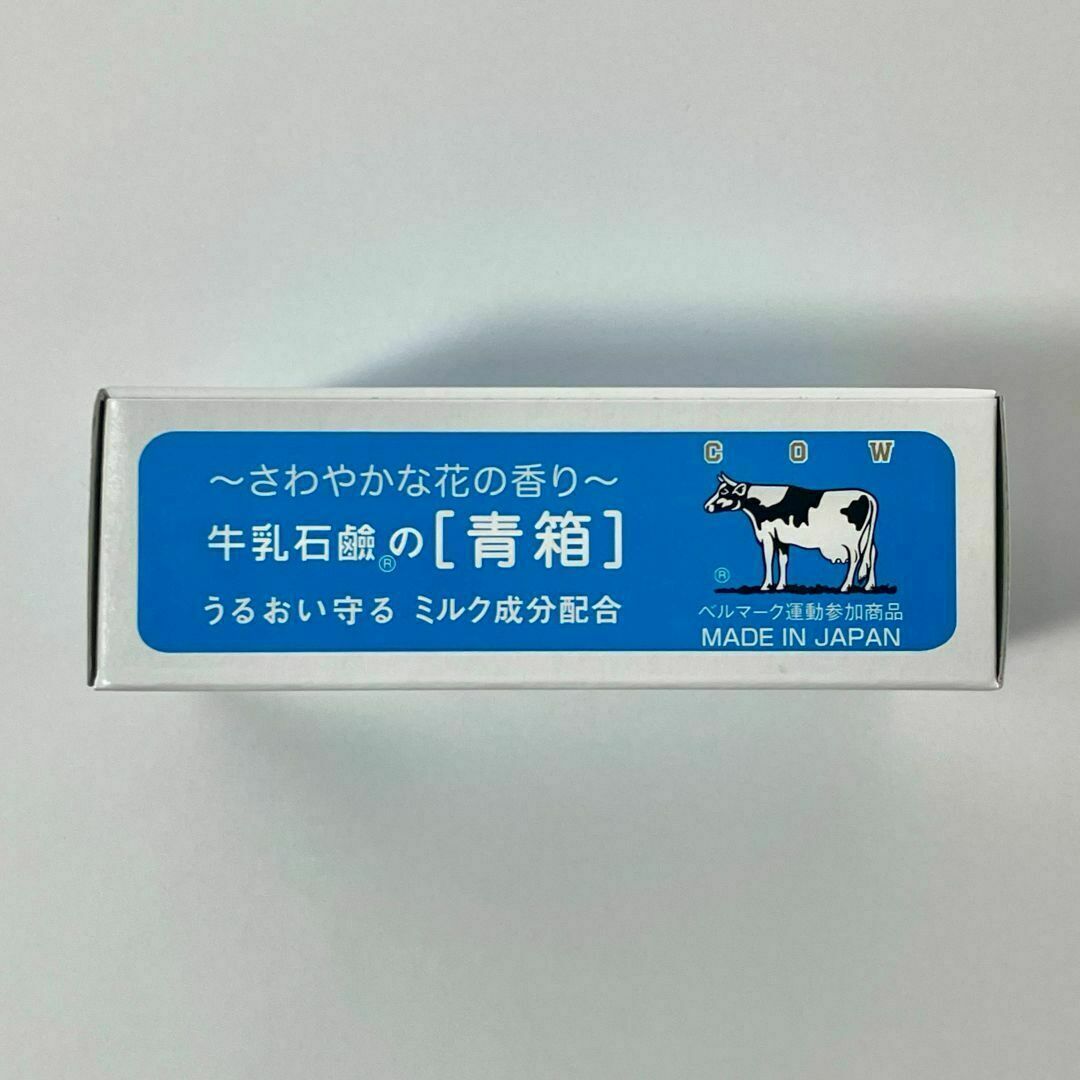 ～さわやかな花の香り～
牛乳石鹼®の［青箱］
うるおい守る ミルク成分配合
COW
®
ベルマーク運動参加商品
MADE IN JAPAN